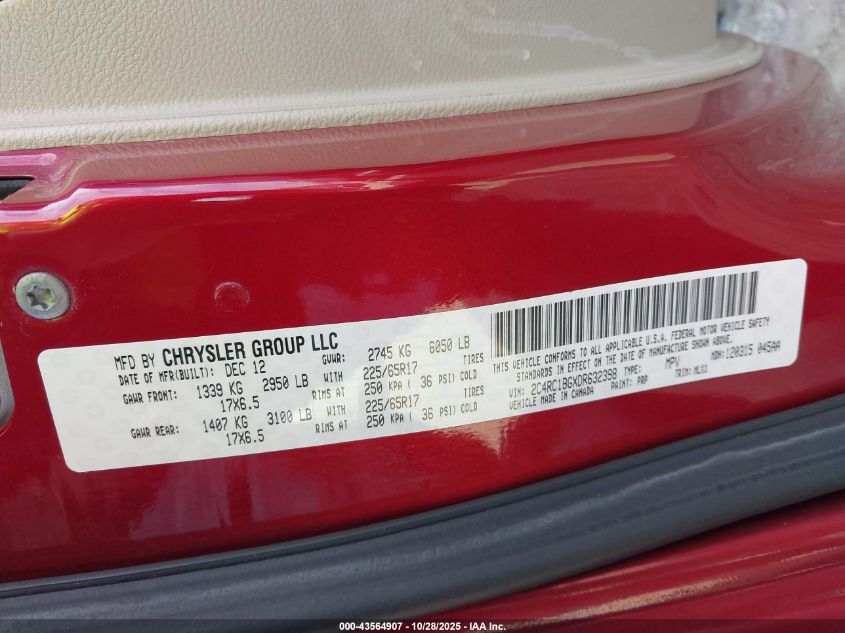 MFD BY CHRYSLER GROUP LLC
DATE OF MFR(BUILT): DEC 12 GVWR: 2745 KG 6050 LB
GAWR FRONT: 1339 KG 2950 LB WITH 225/65R17 TIRES
17X6.5 RIMS AT 250 KPA ( 36 PSI) COLD
GAWR REAR: 1407 KG 3100 LB WITH 225/65R17 TIRES
17X6.5 RIMS AT 250 KPA ( 36 PSI) COLD
THIS VEHICLE CONFORMS TO ALL APPLICABLE U.S.A. FEDERAL MOTOR VEHICLE SAFETY
STANDARDS IN EFFECT ON THE DATE OF MANUFACTURE SHOWN ABOVE.
VIN: 2C4RC1BGXDR632398 TYPE: MPV MDH: 120315 045AA
VEHICLE MADE IN CANADA PAINT: PRP TRIM:
000-43564907 | 10/28/2025 | IAA Inc.